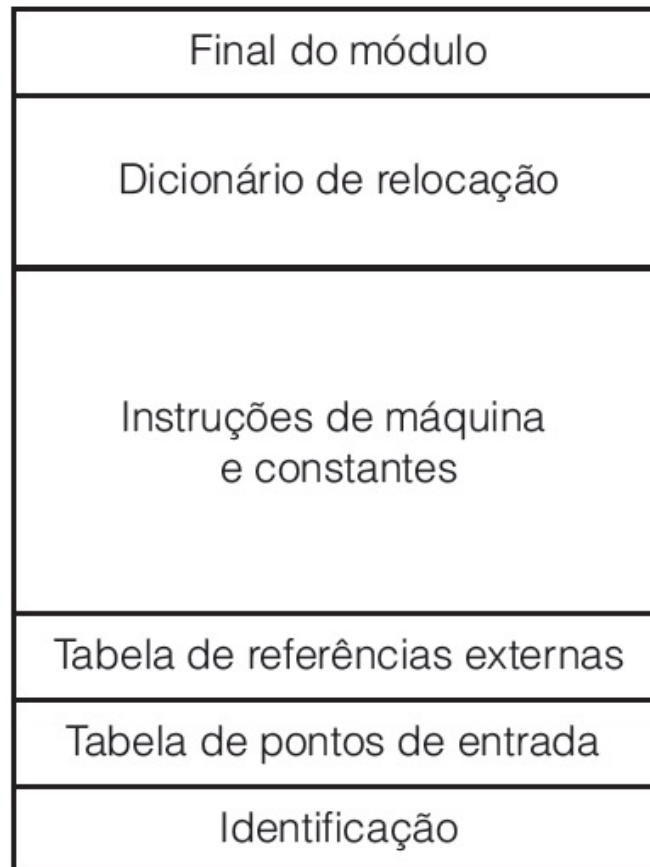 Final do módulo
Dicionário de relocação
Instruções de máquina
e constantes
Tabela de referências externas
Tabela de pontos de entrada
Identificação